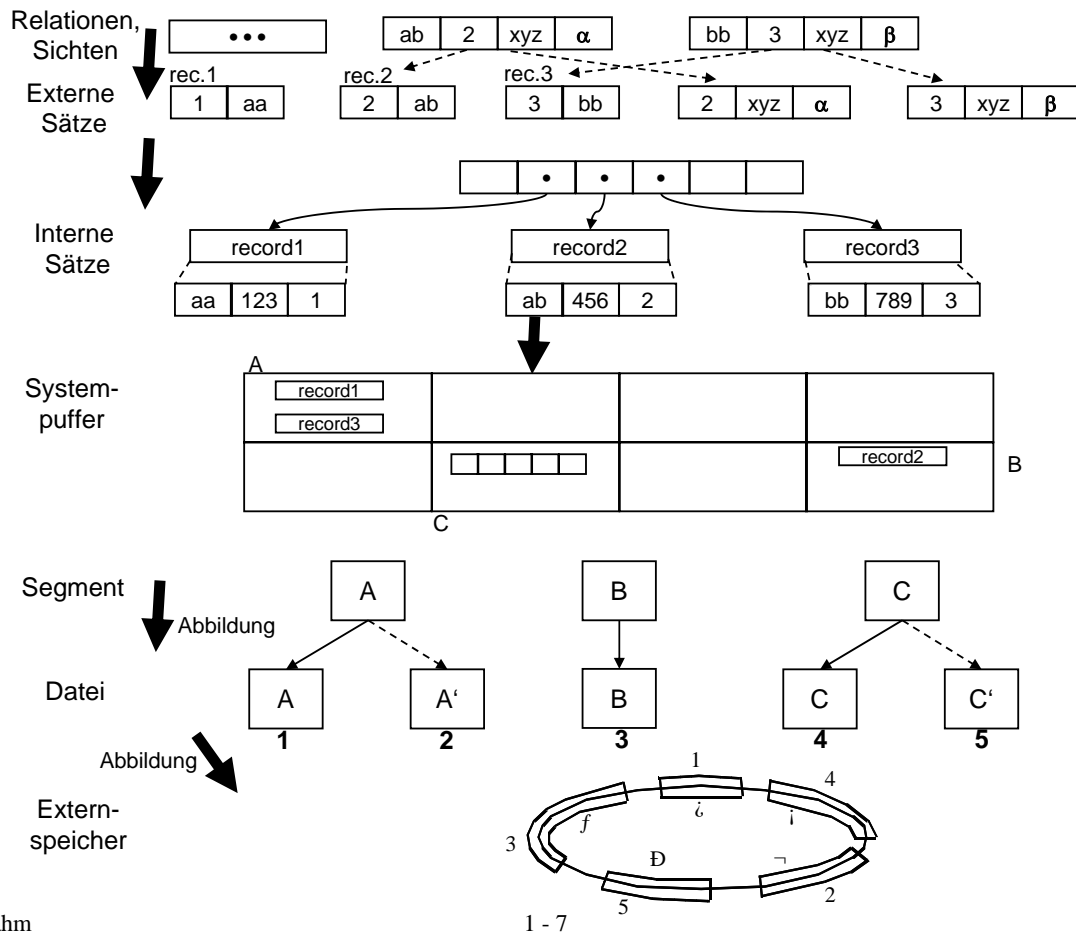 Relationen,
Sichten
•••
ab 2 xyz α
bb 3 xyz β
rec.1
rec.2
rec.3
Externe
Sätze
1 aa
2 ab
3 bb
2 xyz α
3 xyz β
Interne
Sätze
record1
record2
record3
aa 123 1
ab 456 2
bb 789 3
System-
puffer
A
record1
record3
record2
B
C
Segment
A
B
C
Abbildung
Datei
A
A‘
B
C
C‘
1
2
3
4
5
Abbildung
Extern-
speicher
1
4
¿
¡
ƒ
3
Ð
¬
5
2
ahm
1 - 7